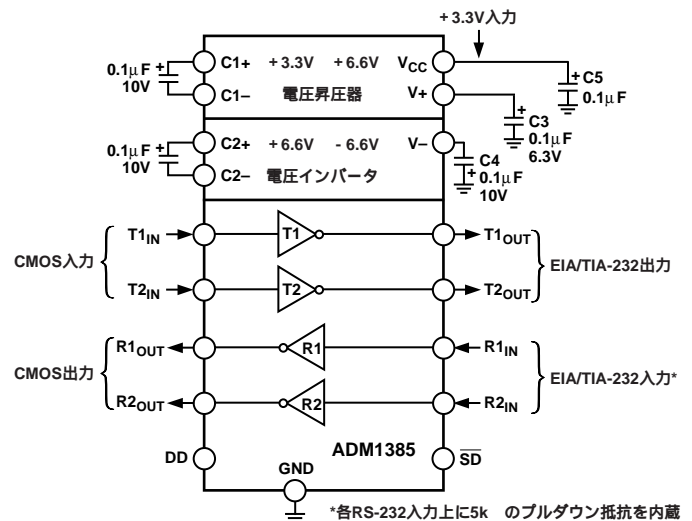 +3.3V入力
0.1μF
10V
C1+ +3.3V +6.6V VCC
C1– 電圧昇圧器 V+
C5
0.1μF
C3
0.1μF
6.3V
0.1μF
10V
C2+ +6.6V -6.6V V–
C2– 電圧インバータ
C4
0.1μF
10V
CMOS入力
T1IN T1 T1OUT
T2IN T2 T2OUT
EIA/TIA-232出力
CMOS出力
R1OUT R1 R1IN
R2OUT R2 R2IN
EIA/TIA-232入力*
ADM1385
DD GND SD
*各RS-232入力上に5k のプルダウン抵抗を内蔵